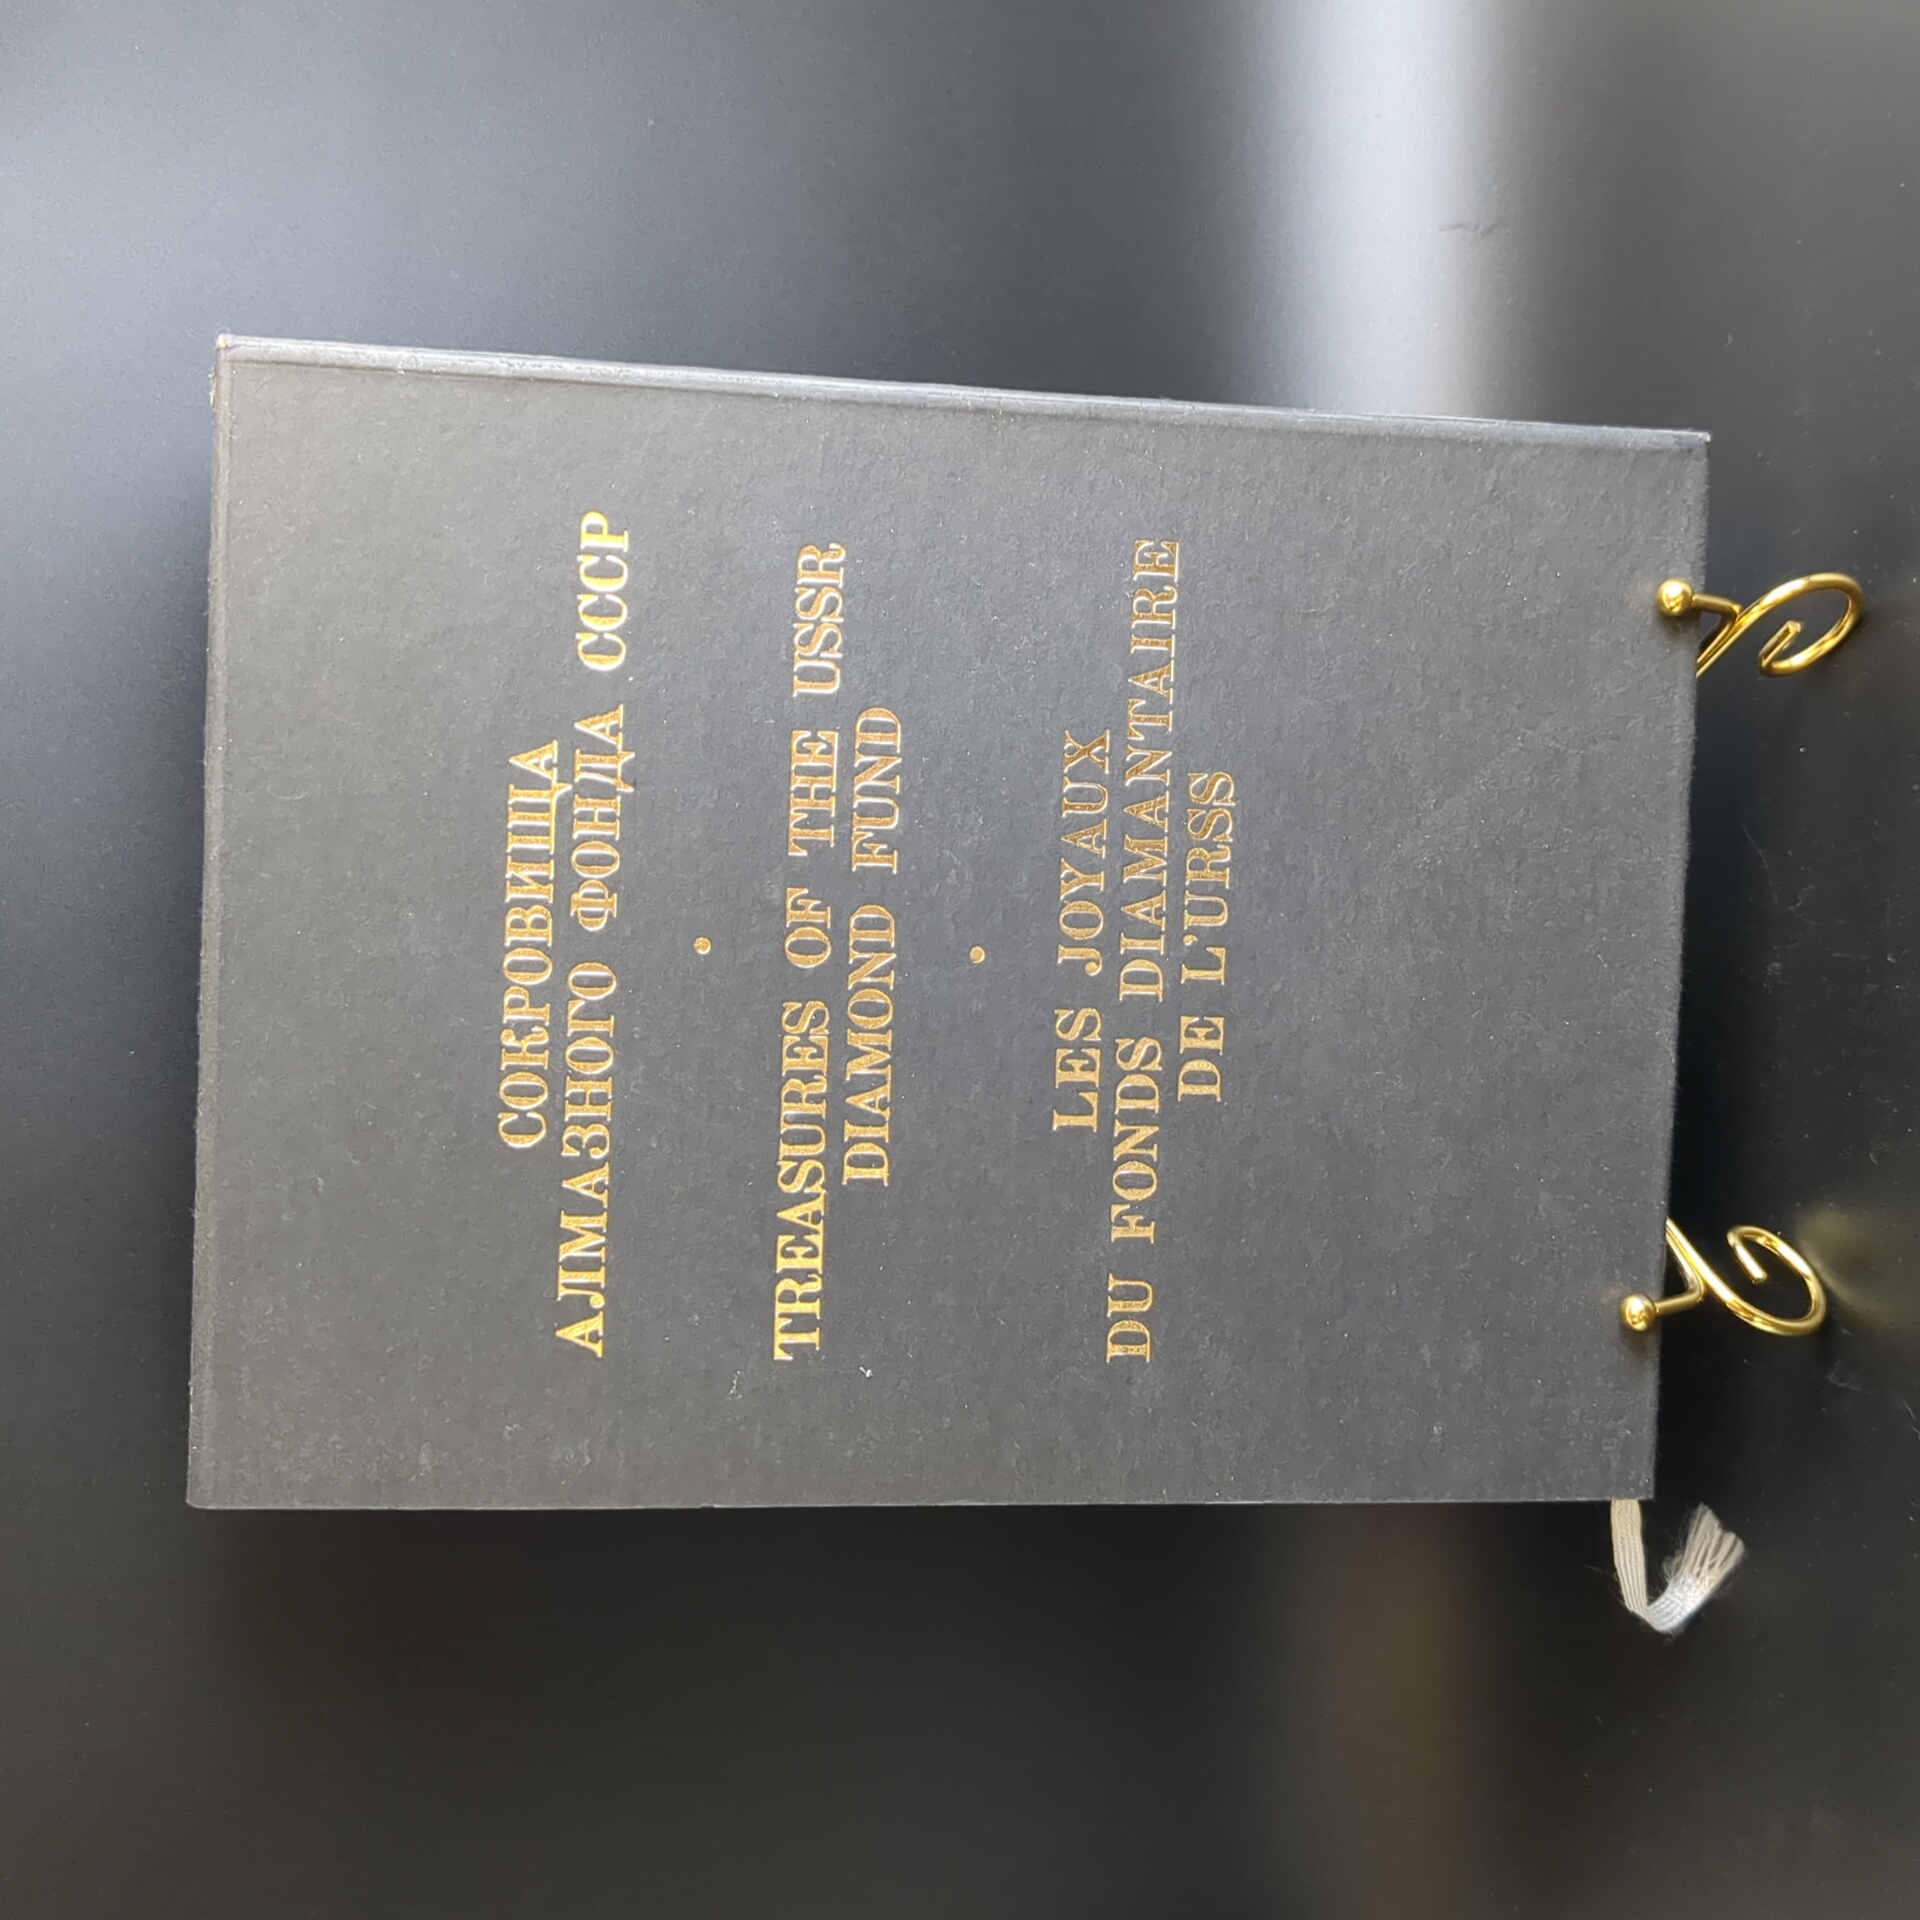 СОКРОВИЩА
АЛМАЗНОГО ФОНДА СССР
TREASURES OF THE USSR
DIAMOND FUND
LES JOYAUX
DU FONDS DIAMANTAIRE
DE L'URSS